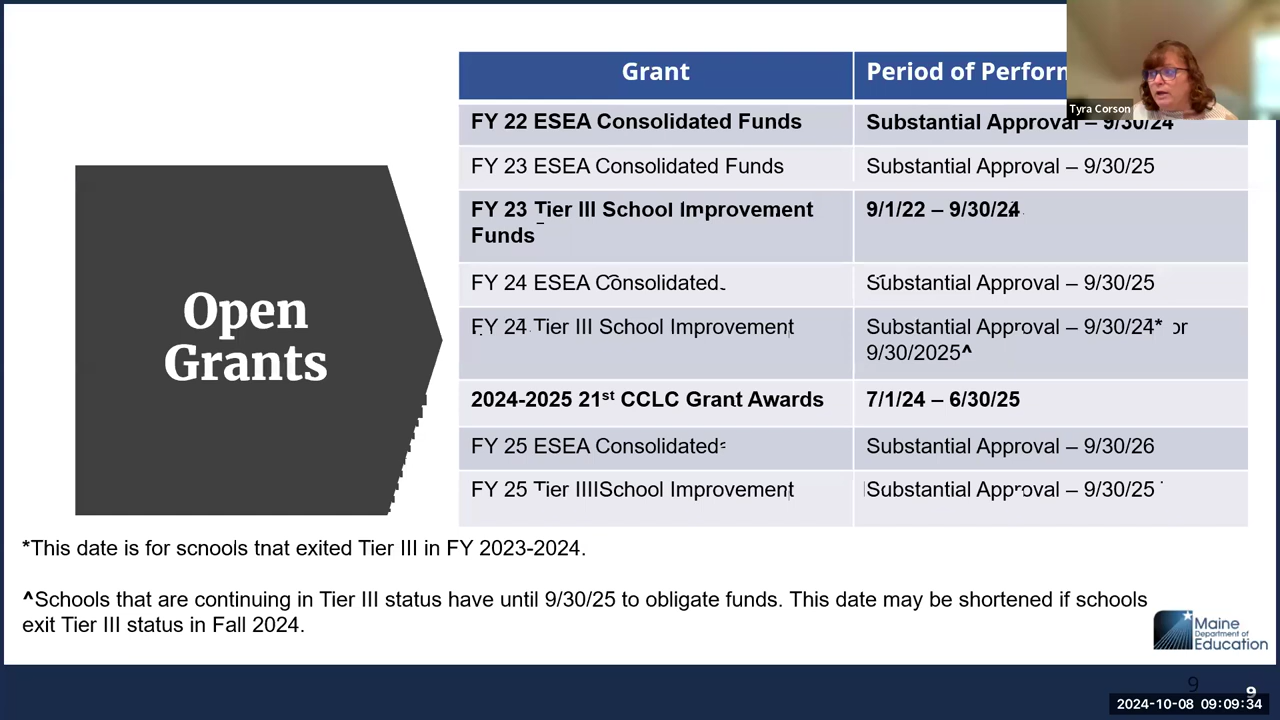 Grant
Period of Perform
Tyra Corson
FY 22 ESEA Consolidated Funds
Substantial Approval – 9/30/24
FY 23 ESEA Consolidated Funds
Substantial Approval – 9/30/25
FY 23 Tier III School Improvement
Funds
9/1/22 – 9/30/24
FY 24 ESEA Consolidated
Substantial Approval – 9/30/25
FY 24 Tier III School Improvement
Substantial Approval – 9/30/24* or
9/30/2025^
2024-2025 21st CCLC Grant Awards
7/1/24 – 6/30/25
FY 25 ESEA Consolidated
Substantial Approval – 9/30/26
FY 25 Tier IIII School Improvement
Substantial Approval – 9/30/25
Open
Grants
*This date is for schools that exited Tier III in FY 2023-2024.
^Schools that are continuing in Tier III status have until 9/30/25 to obligate funds. This date may be shortened if schools
exit Tier III status in Fall 2024.
Maine
Department of
Education
9
9
2024-10-08 09:09:34